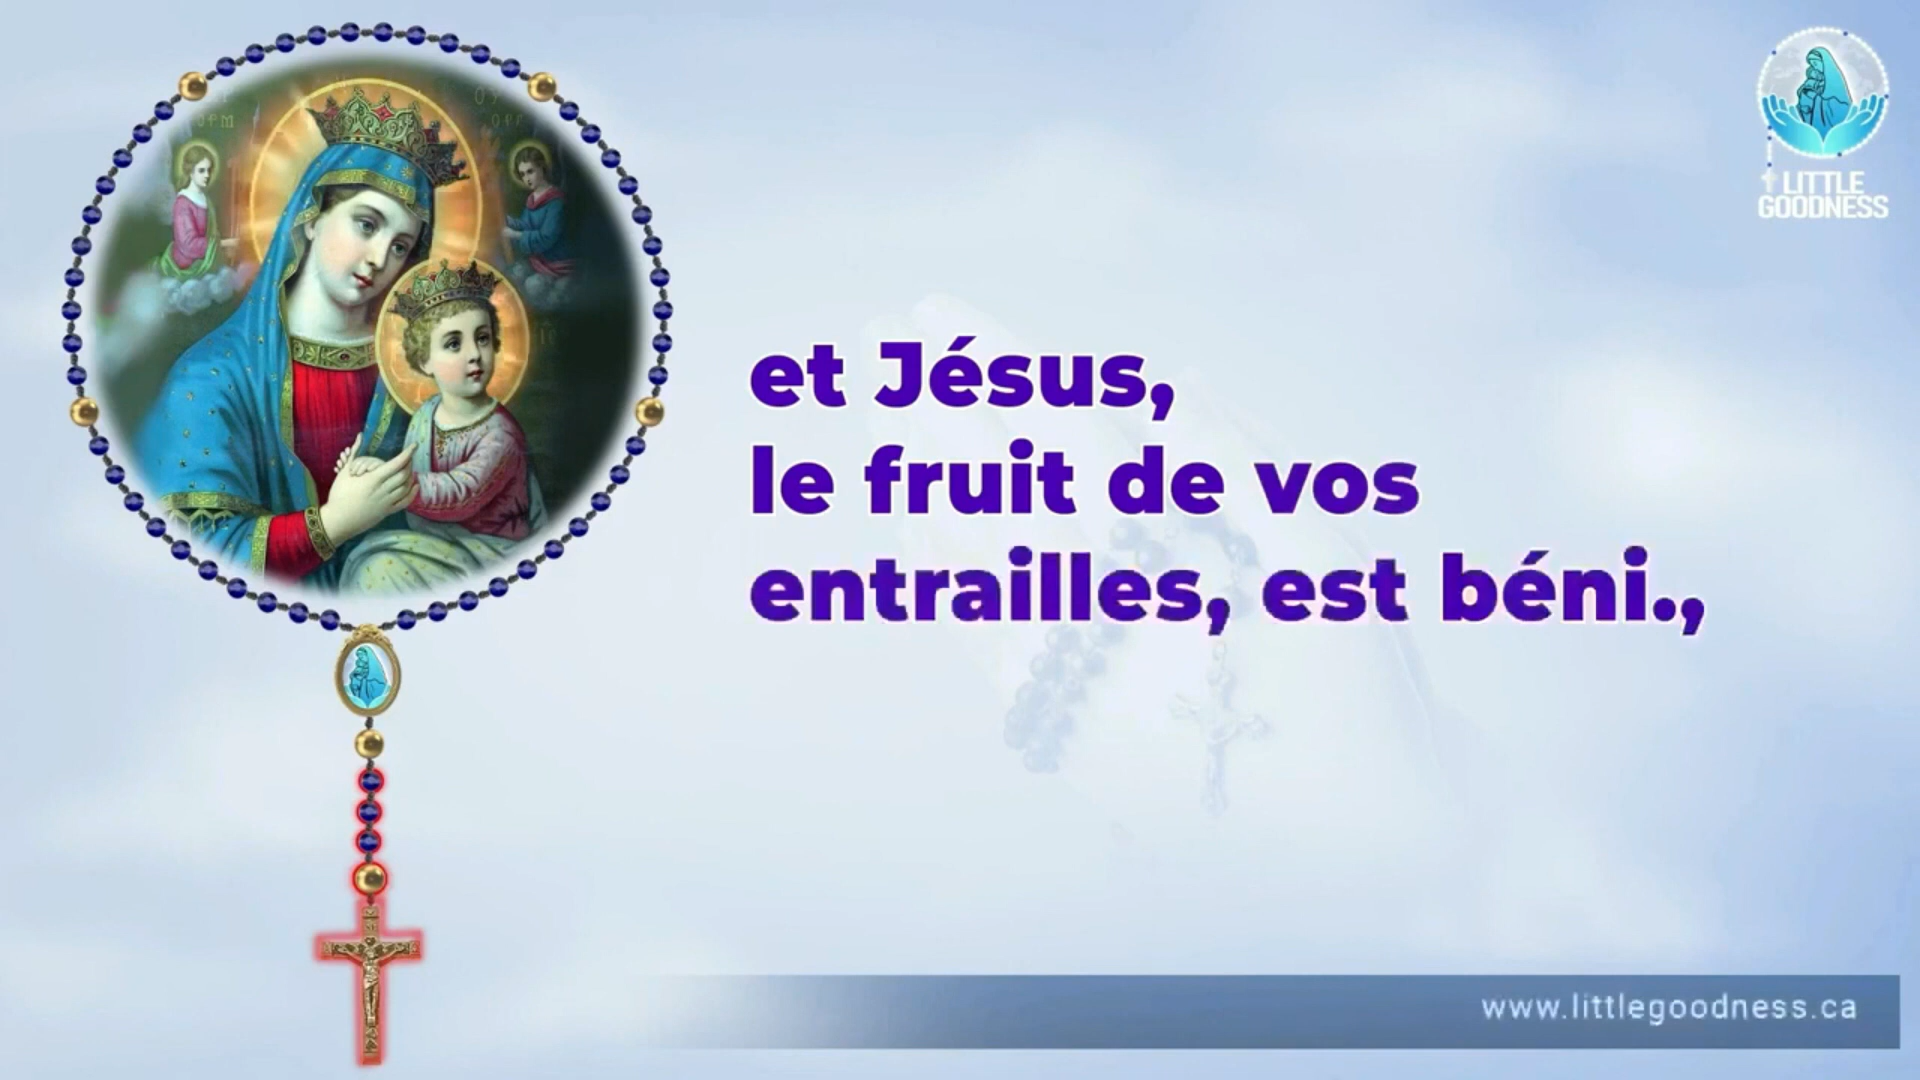 LITTLE
GOODNESS
et Jésus,
le fruit de vos
entrailles, est béni.,
www.littlegoodness.ca